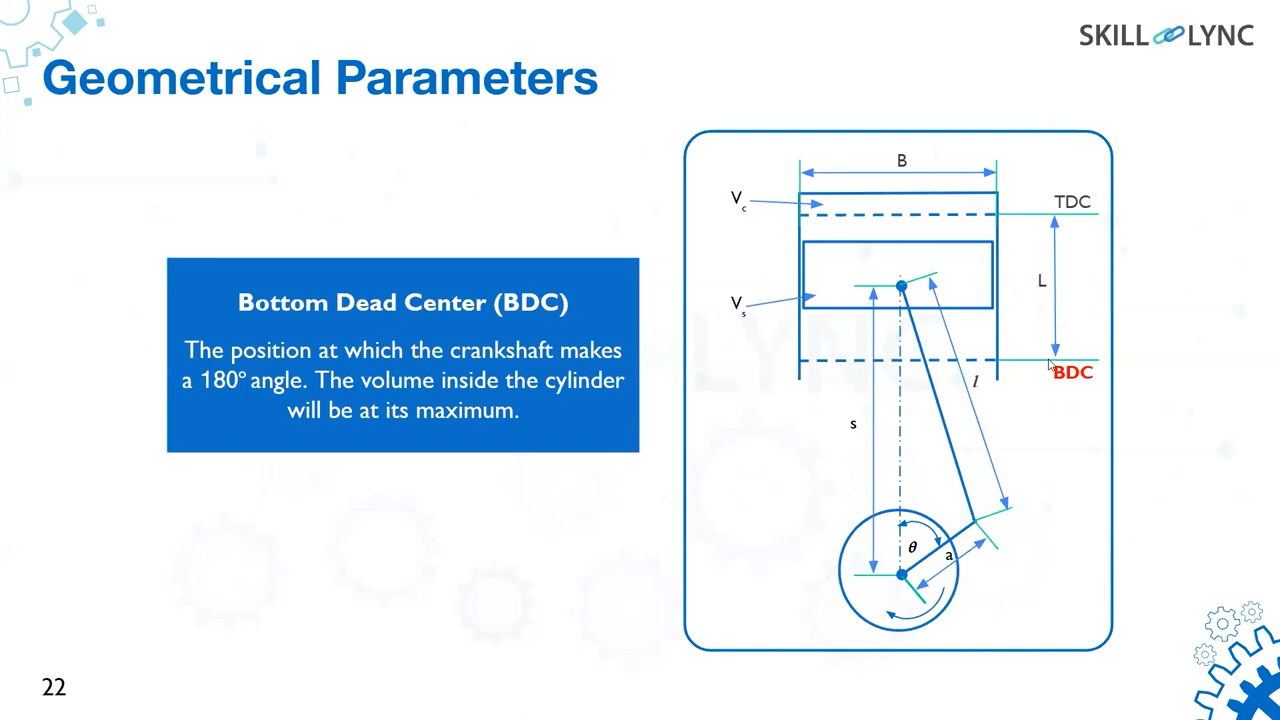 SKILL LYNC
Geometrical Parameters
Bottom Dead Center (BDC)
The position at which the crankshaft makes
a 180° angle. The volume inside the cylinder
will be at its maximum.
B
Vc
TDC
L
Vs
BDC
l
s
θ
a
22